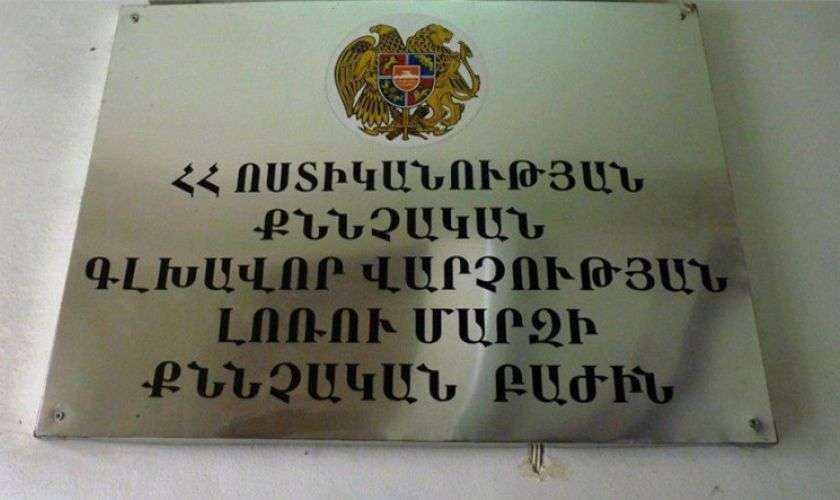 ՀՀ ՈՍՏԻԿԱՆՈՒԹՅԱՆ
ՔՆՆՉԱԿԱՆ
ԳԼԽԱՎՈՐ ՎԱՐՉՈՒԹՅԱՆ
ԼՈՌՈՒ ՄԱՐԶԻ
ՔՆՆՉԱԿԱՆ ԲԱԺԻՆ